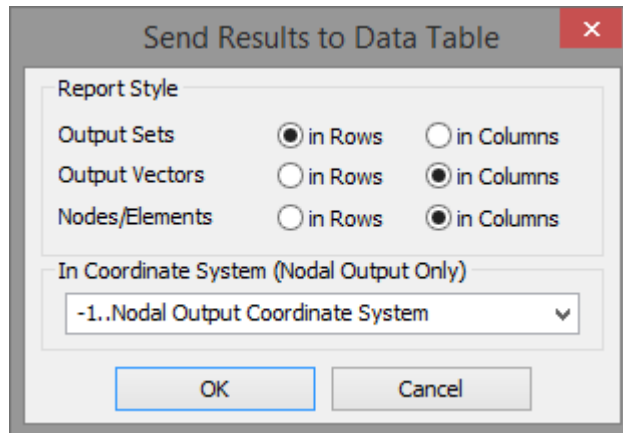 Send Results to Data Table
Report Style
Output Sets in Rows in Columns
Output Vectors in Rows in Columns
Nodes/Elements in Rows in Columns
In Coordinate System (Nodal Output Only)
-1..Nodal Output Coordinate System
OK Cancel